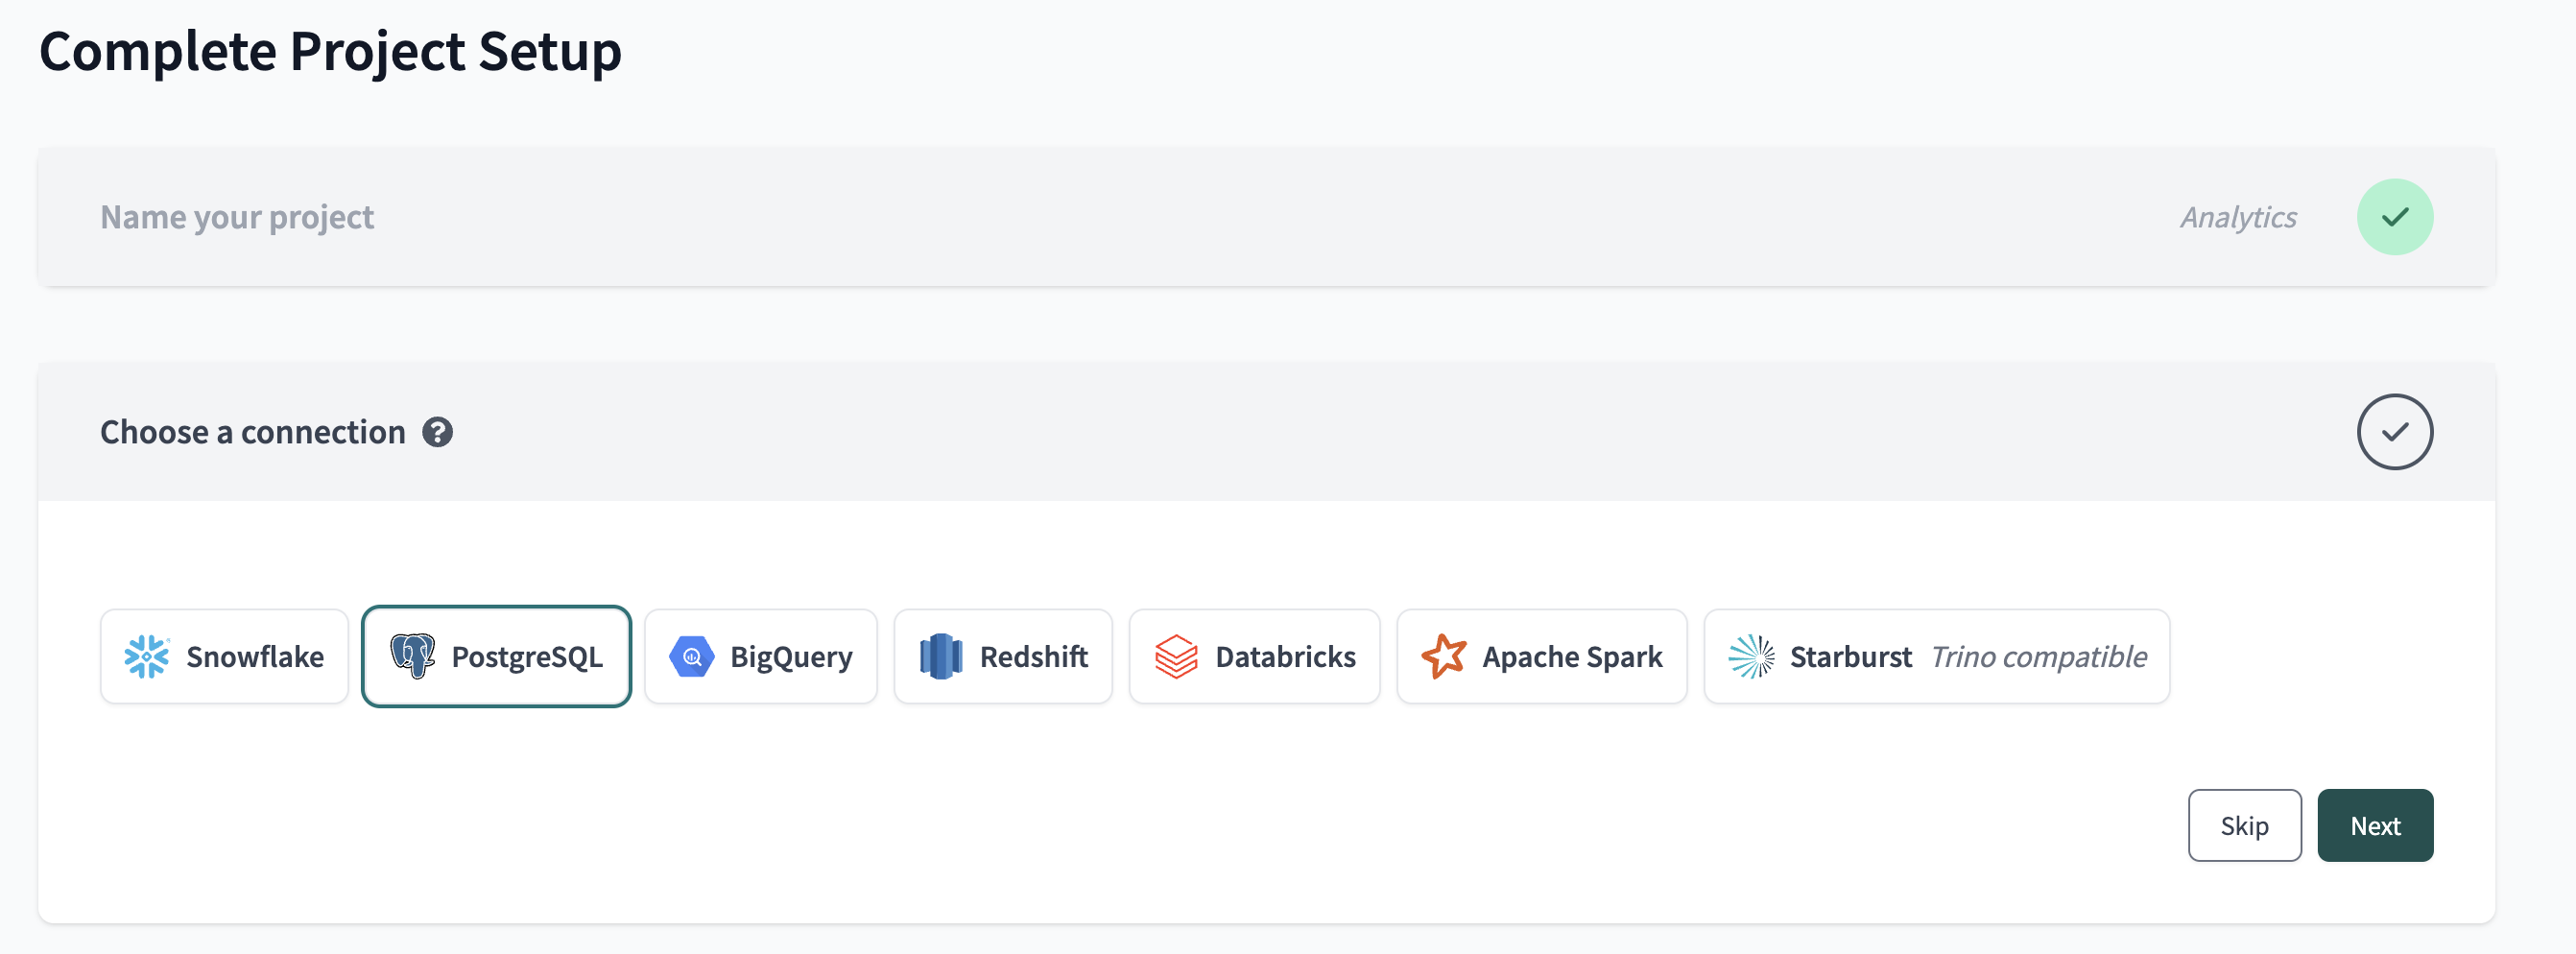 Complete Project Setup
Name your project
Analytics
Choose a connection ?
Snowflake
PostgreSQL
BigQuery
Redshift
Databricks
Apache Spark
Starburst Trino compatible
Skip
Next